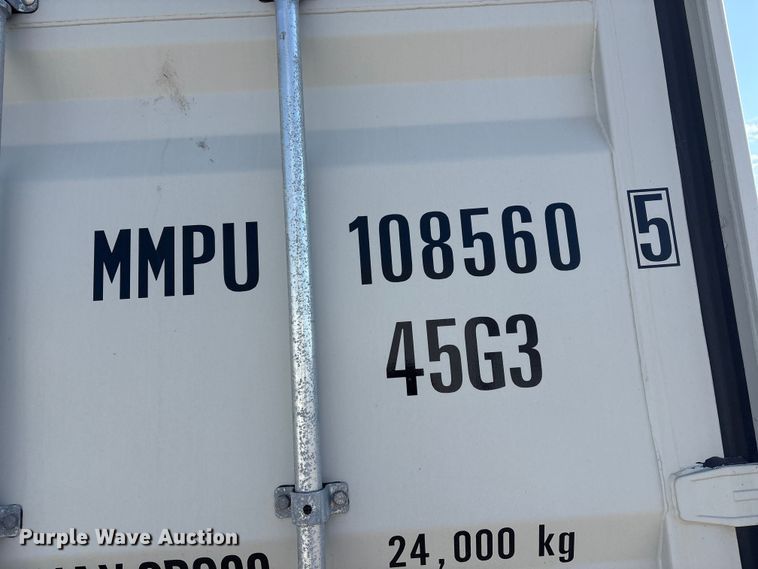 MMPU 108560 5
45G3
24,000 kg
Purple Wave Auction